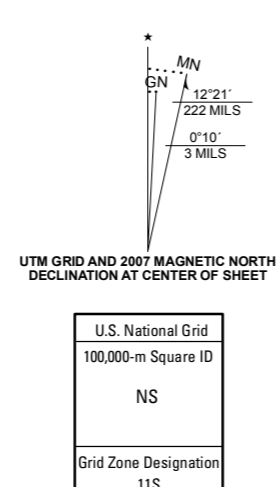 ★
MN
GN
12°21´
222 MILS
0°10´
3 MILS
UTM GRID AND 2007 MAGNETIC NORTH
DECLINATION AT CENTER OF SHEET
U.S. National Grid
100,000-m Square ID
NS
Grid Zone Designation
11S